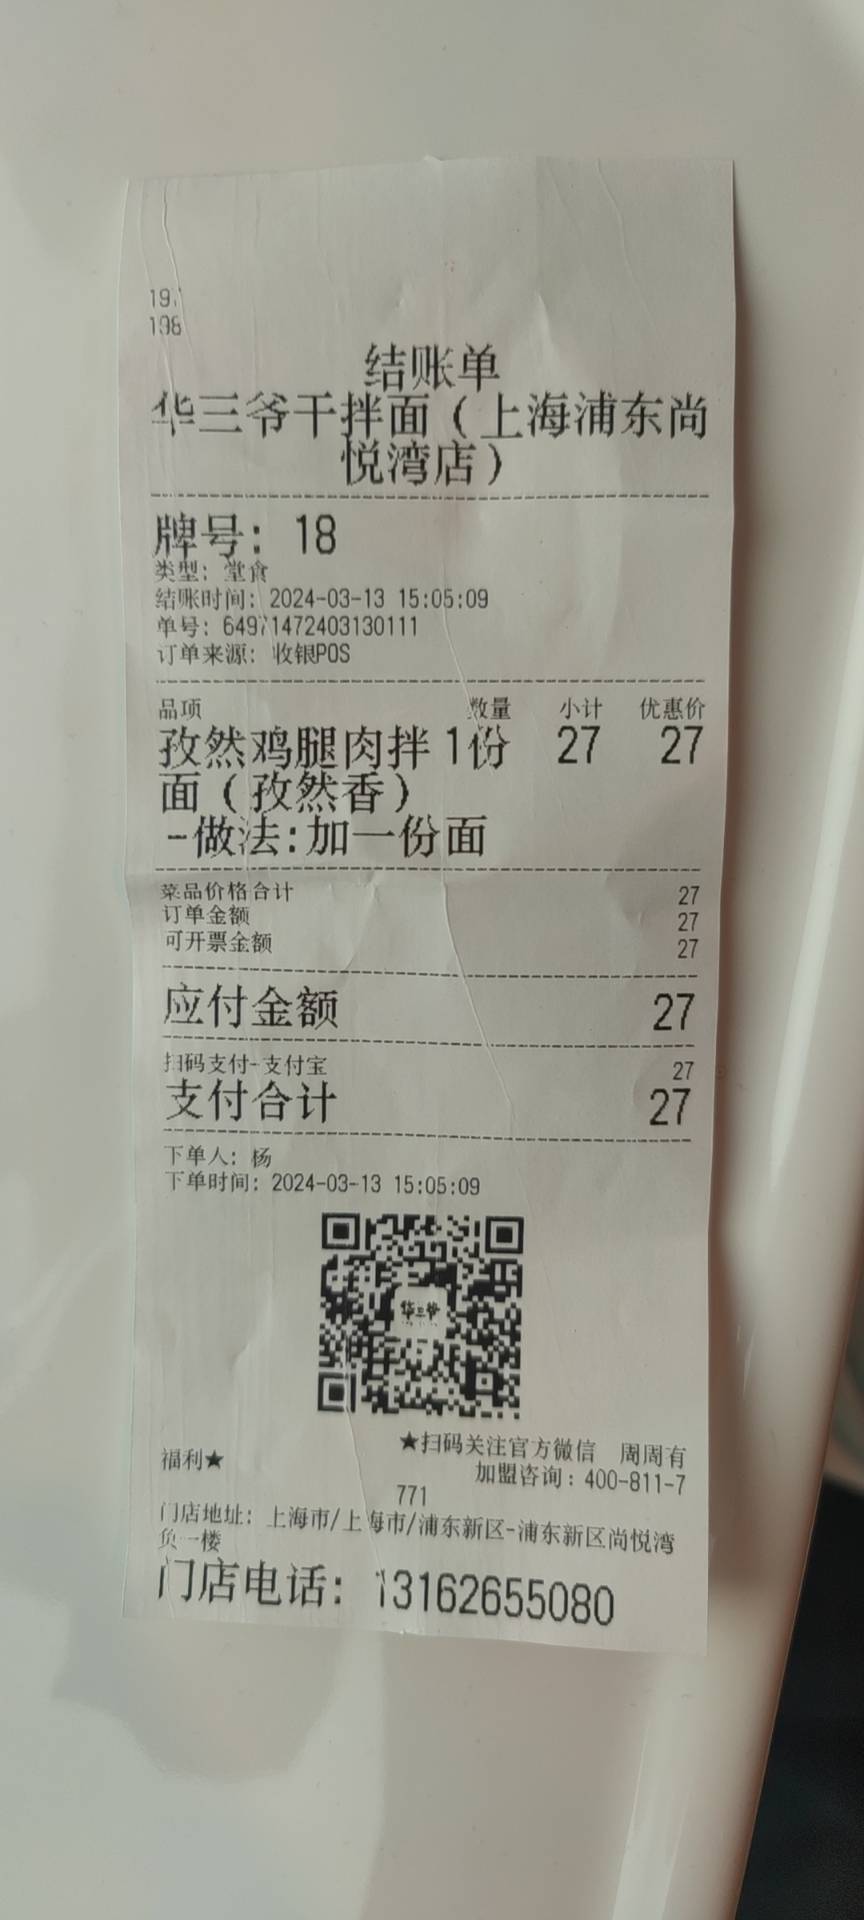 197
198
结账单
华三爷干拌面（上海浦东尚
悦湾店）
牌号：18
类型：堂食
结账时间：2024-03-13 15:05:09
单号：64971472403130111
订单来源：收银POS
品项 数量 小计 优惠价
孜然鸡腿肉拌 1份 27 27
面（孜然香）
-做法:加一份面
菜品价格合计 27
订单金额 27
可开票金额 27
应付金额 27
扫码支付-支付宝 27
支付合计 27
下单人：杨
下单时间：2024-03-13 15:05:09
华三爷
★扫码关注官方微信 周周有
福利★
加盟咨询：400-811-7
771
门店地址：上海市/上海市/浦东新区-浦东新区尚悦湾
负一楼
门店电话：13162655080